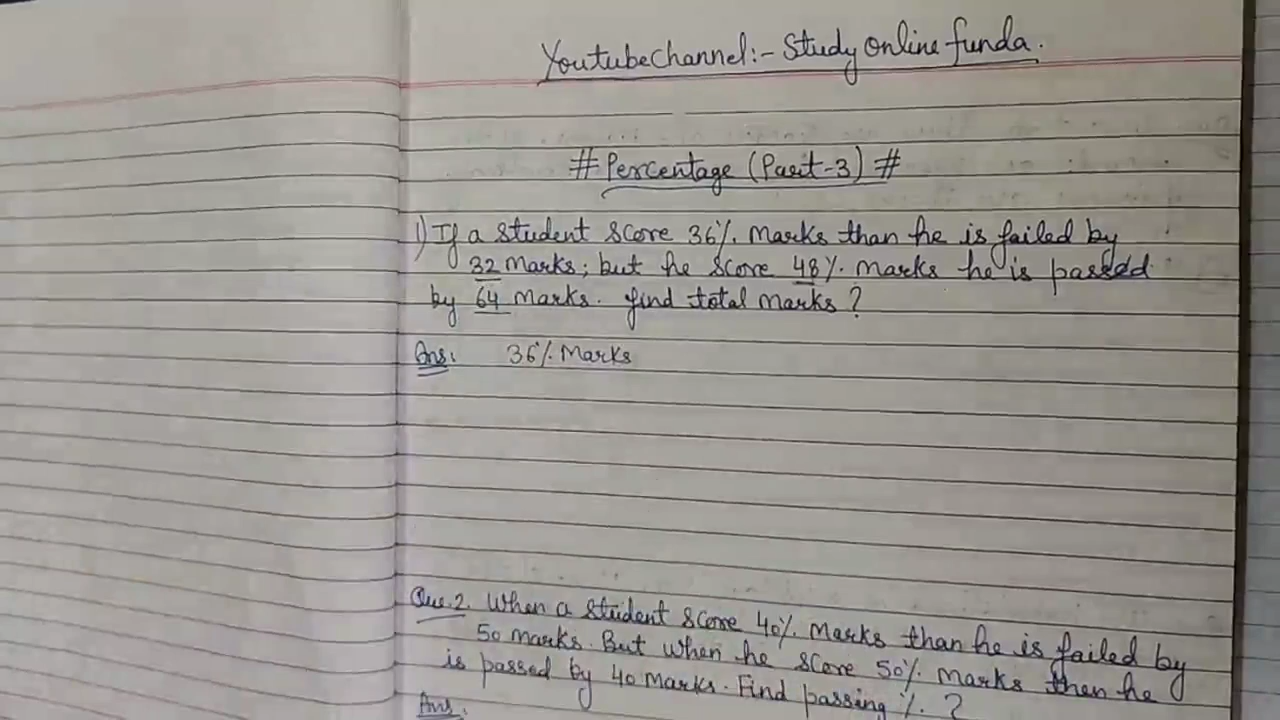 Youtube Channel:- Study Online funda.
# Percentage (Part-3) #
1) If a student score 36% Marks than he is failed by
32 marks; but he score 48% marks he is passed
by 64 marks. find total marks?
Ans: 36% Marks
Que.2. When a student score 40% Marks than he is failed by
50 marks. But when he score 50% marks then he
is passed by 40 marks. Find passing %. ?
Ans.